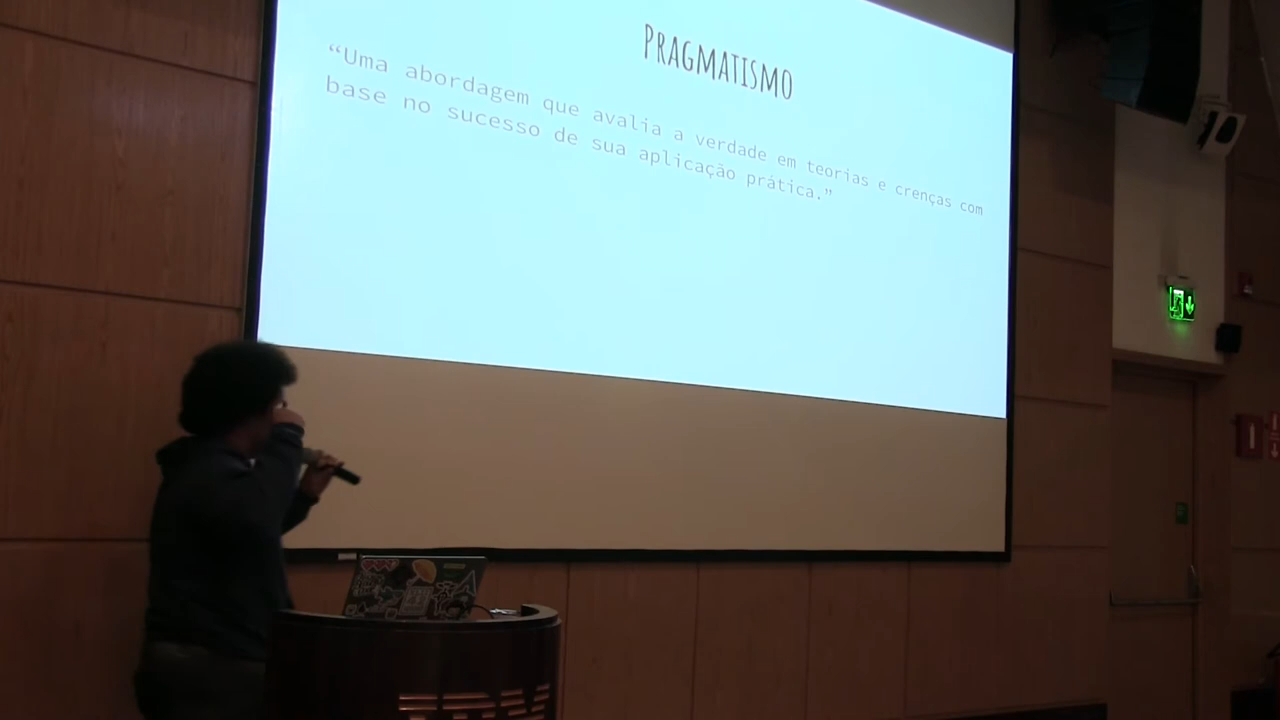 PRAGMATISMO
“Uma abordagem que avalia a verdade em teorias e crenças com
base no sucesso de sua aplicação prática.”